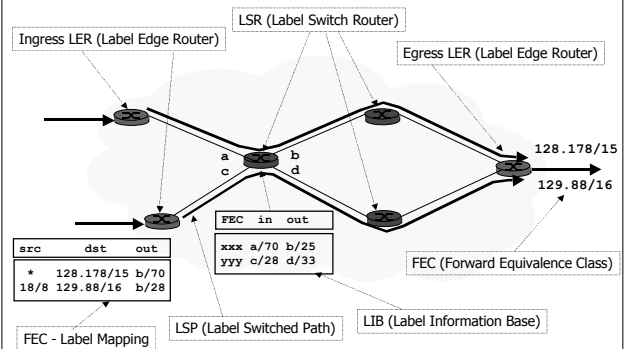 LSR (Label Switch Router)
Ingress LER (Label Edge Router)
Egress LER (Label Edge Router)
128.178/15
129.88/16
a
b
c
d
FEC in out
xxx a/70 b/25
yyy c/28 d/33
src dst out
* 128.178/15 b/70
18/8 129.88/16 b/28
FEC (Forward Equivalence Class)
LSP (Label Switched Path)
LIB (Label Information Base)
FEC - Label Mapping